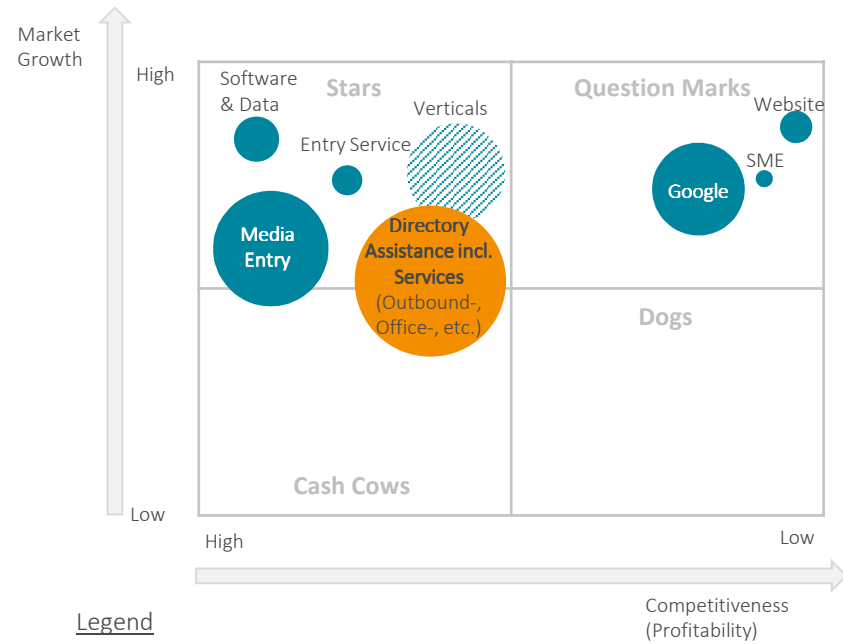 Market
Growth
High
Software
& Data
Stars
Verticals
Question Marks
Website
Entry Service
SME
Google
Media
Entry
Directory
Assistance incl.
Services
(Outbound-,
Office-, etc.)
Dogs
Cash Cows
Low
High
Low
Competitiveness
(Profitability)
Legend